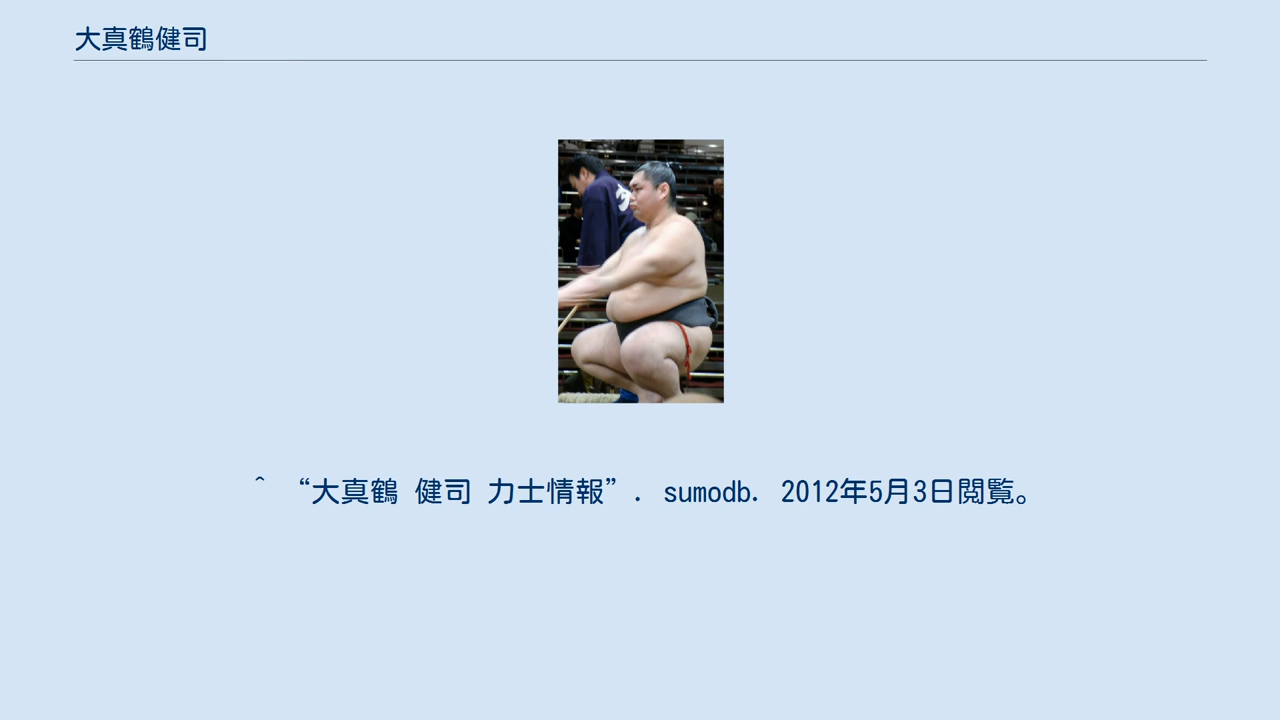 大真鶴健司
^ “大真鶴 健司 力士情報”. sumodb. 2012年5月3日閲覧。